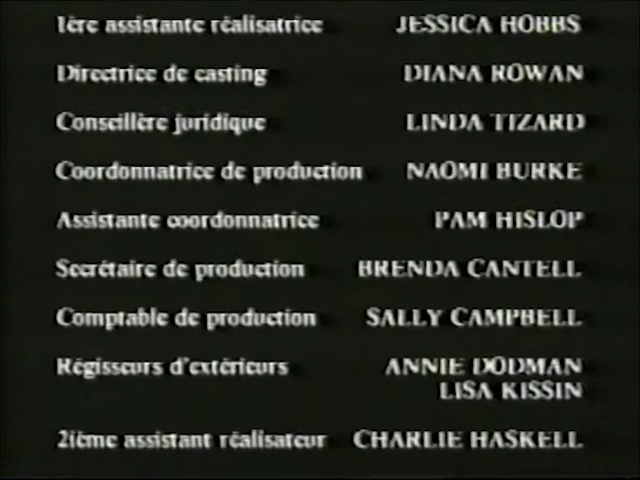 1ère assistante réalisatrice JESSICA HOBBS
Directrice de casting DIANA ROWAN
Conseillère juridique LINDA TIZARD
Coordonnatrice de production NAOMI BURKE
Assistante coordonnatrice PAM HISLOP
Secrétaire de production BRENDA CANTELL
Comptable de production SALLY CAMPBELL
Régisseurs d'extérieurs ANNIE DODMAN
LISA KISSIN
2ième assistant réalisateur CHARLIE HASKELL